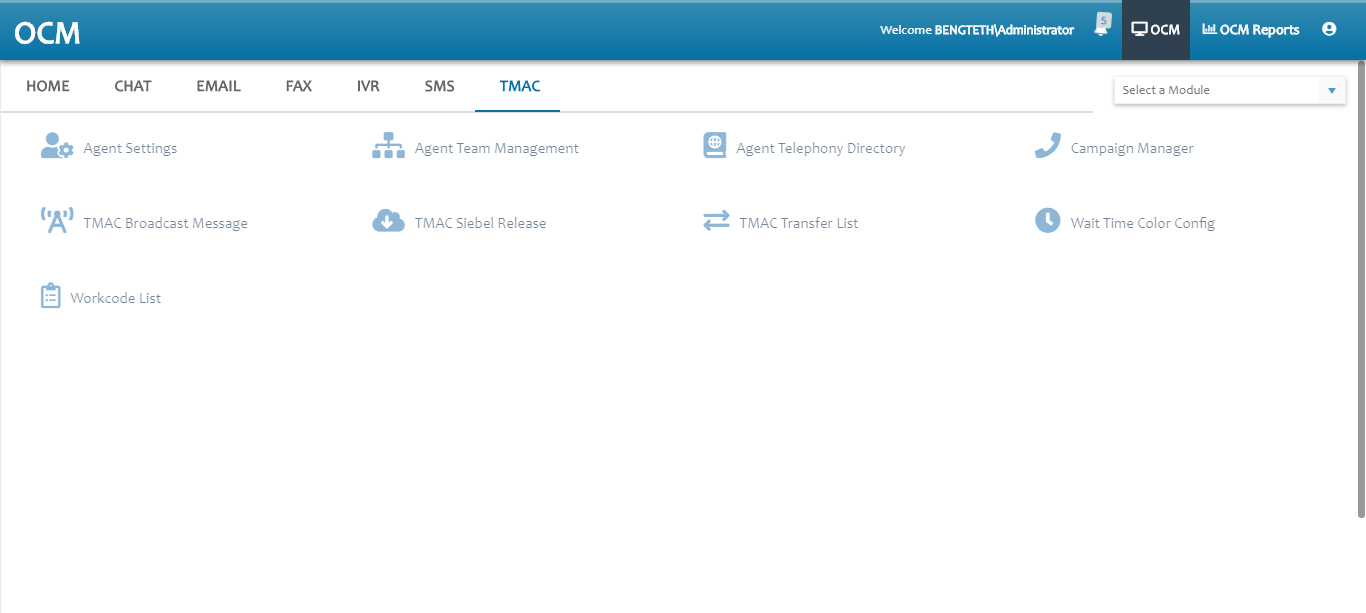 OCM
Welcome BENGTETH\Administrator
5
OCM
OCM Reports
HOME CHAT EMAIL FAX IVR SMS TMAC
Select a Module
Agent Settings Agent Team Management Agent Telephony Directory Campaign Manager
TMAC Broadcast Message TMAC Siebel Release TMAC Transfer List Wait Time Color Config
Workcode List